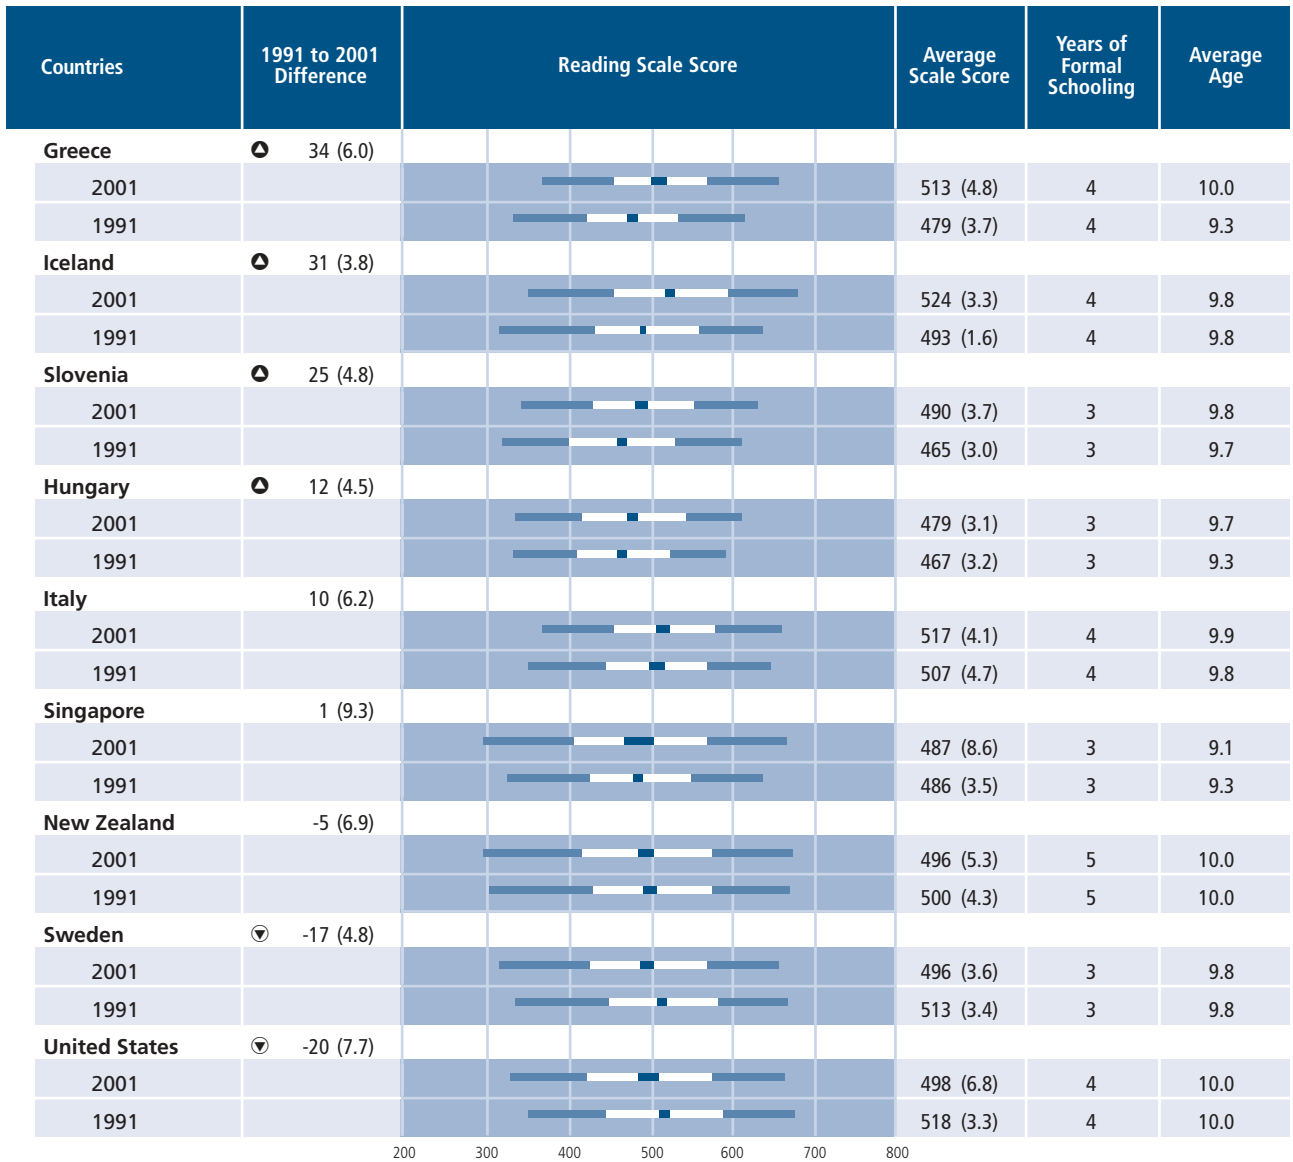 Countries 1991 to 2001 Difference Reading Scale Score Average Scale Score Years of Formal Schooling Average Age
Greece 34 (6.0)
2001 513 (4.8) 4 10.0
1991 479 (3.7) 4 9.3
Iceland 31 (3.8)
2001 524 (3.3) 4 9.8
1991 493 (1.6) 4 9.8
Slovenia 25 (4.8)
2001 490 (3.7) 3 9.8
1991 465 (3.0) 3 9.7
Hungary 12 (4.5)
2001 479 (3.1) 3 9.7
1991 467 (3.2) 3 9.3
Italy 10 (6.2)
2001 517 (4.1) 4 9.9
1991 507 (4.7) 4 9.8
Singapore 1 (9.3)
2001 487 (8.6) 3 9.1
1991 486 (3.5) 3 9.3
New Zealand -5 (6.9)
2001 496 (5.3) 5 10.0
1991 500 (4.3) 5 10.0
Sweden -17 (4.8)
2001 496 (3.6) 3 9.8
1991 513 (3.4) 3 9.8
United States -20 (7.7)
2001 498 (6.8) 4 10.0
1991 518 (3.3) 4 10.0
200 300 400 500 600 700 800